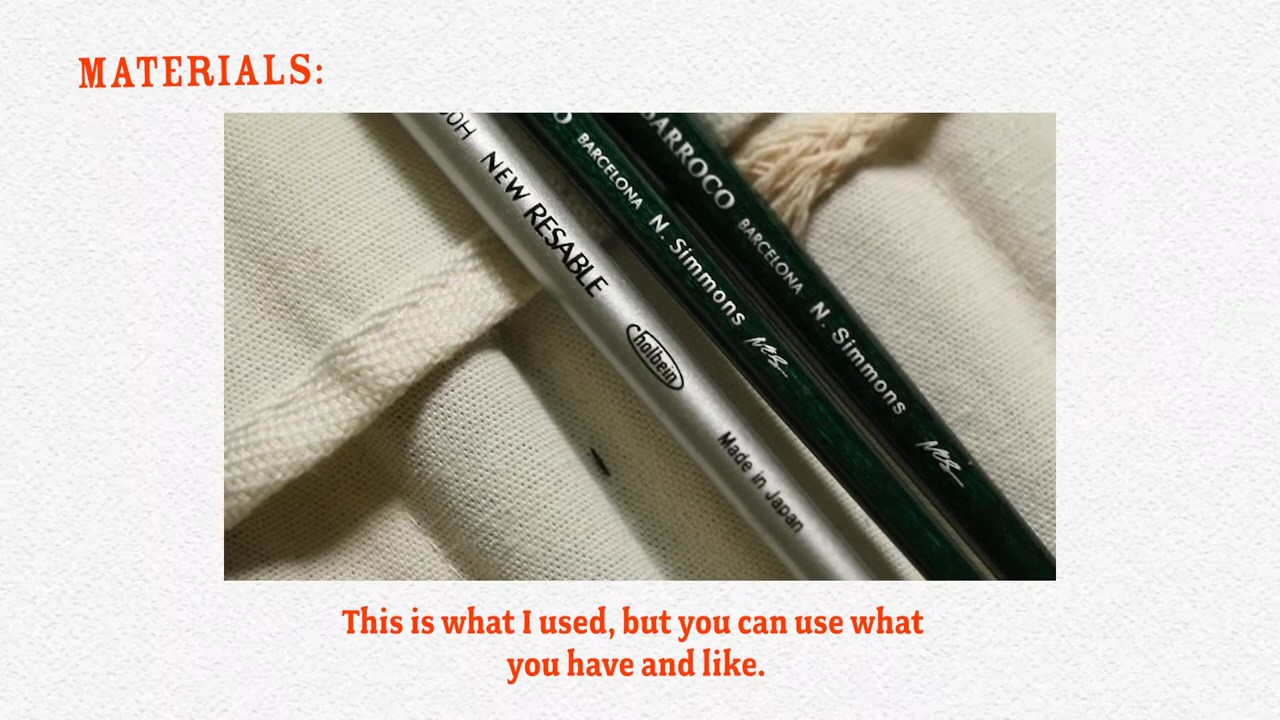 MATERIALS:
NEW RESABLE
holbein
Made in Japan
BARCELONA N. Simmons
BARROCO BARCELONA N. Simmons
This is what I used, but you can use what
you have and like.